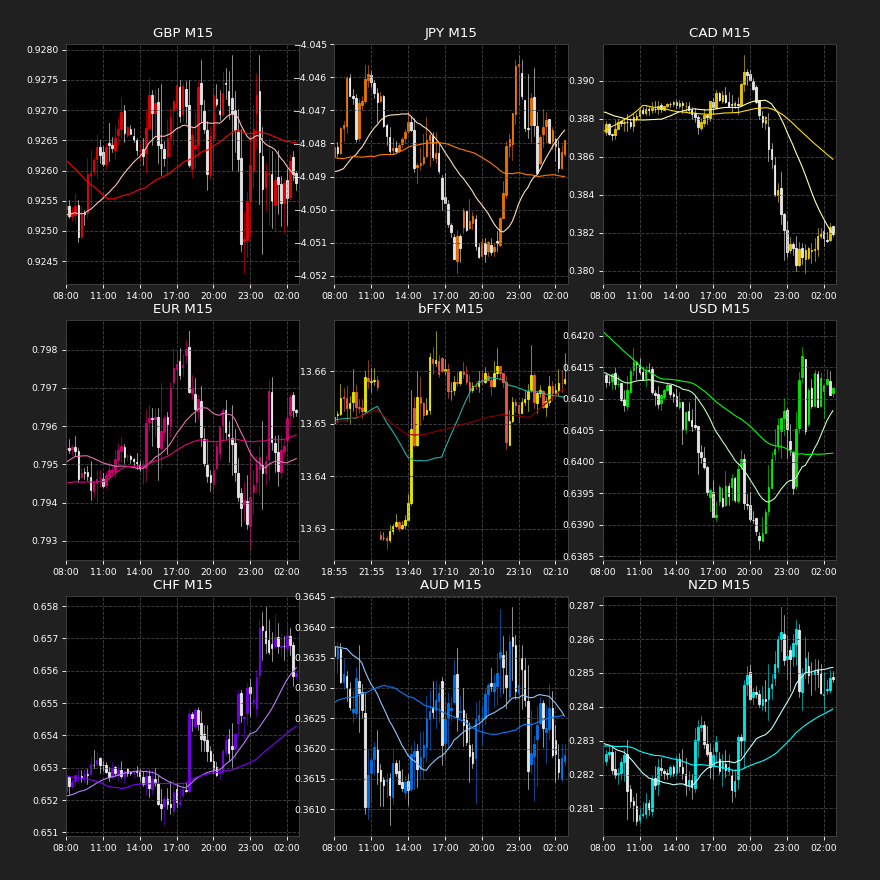 GBP M15 JPY M15 CAD M15
0.9280 0.9275 0.9270 0.9265 0.9260 0.9255 0.9250 0.9245
08:00 11:00 14:00 17:00 20:00 23:00 02:00
−4.045 −4.046 −4.047 −4.048 −4.049 −4.050 −4.051 −4.052
08:00 11:00 14:00 17:00 20:00 23:00 02:00
0.390 0.388 0.386 0.384 0.382 0.380
08:00 11:00 14:00 17:00 20:00 23:00 02:00
EUR M15 bFFX M15 USD M15
0.798 0.797 0.796 0.795 0.794 0.793
08:00 11:00 14:00 17:00 20:00 23:00 02:00
13.66 13.65 13.64 13.63
18:55 21:55 13:40 17:10 20:10 23:10 02:10
0.6420 0.6415 0.6410 0.6405 0.6400 0.6395 0.6390 0.6385
08:00 11:00 14:00 17:00 20:00 23:00 02:00
CHF M15 AUD M15 NZD M15
0.658 0.657 0.656 0.655 0.654 0.653 0.652 0.651
08:00 11:00 14:00 17:00 20:00 23:00 02:00
0.3645 0.3640 0.3635 0.3630 0.3625 0.3620 0.3615 0.3610
08:00 11:00 14:00 17:00 20:00 23:00 02:00
0.287 0.286 0.285 0.284 0.283 0.282 0.281
08:00 11:00 14:00 17:00 20:00 23:00 02:00